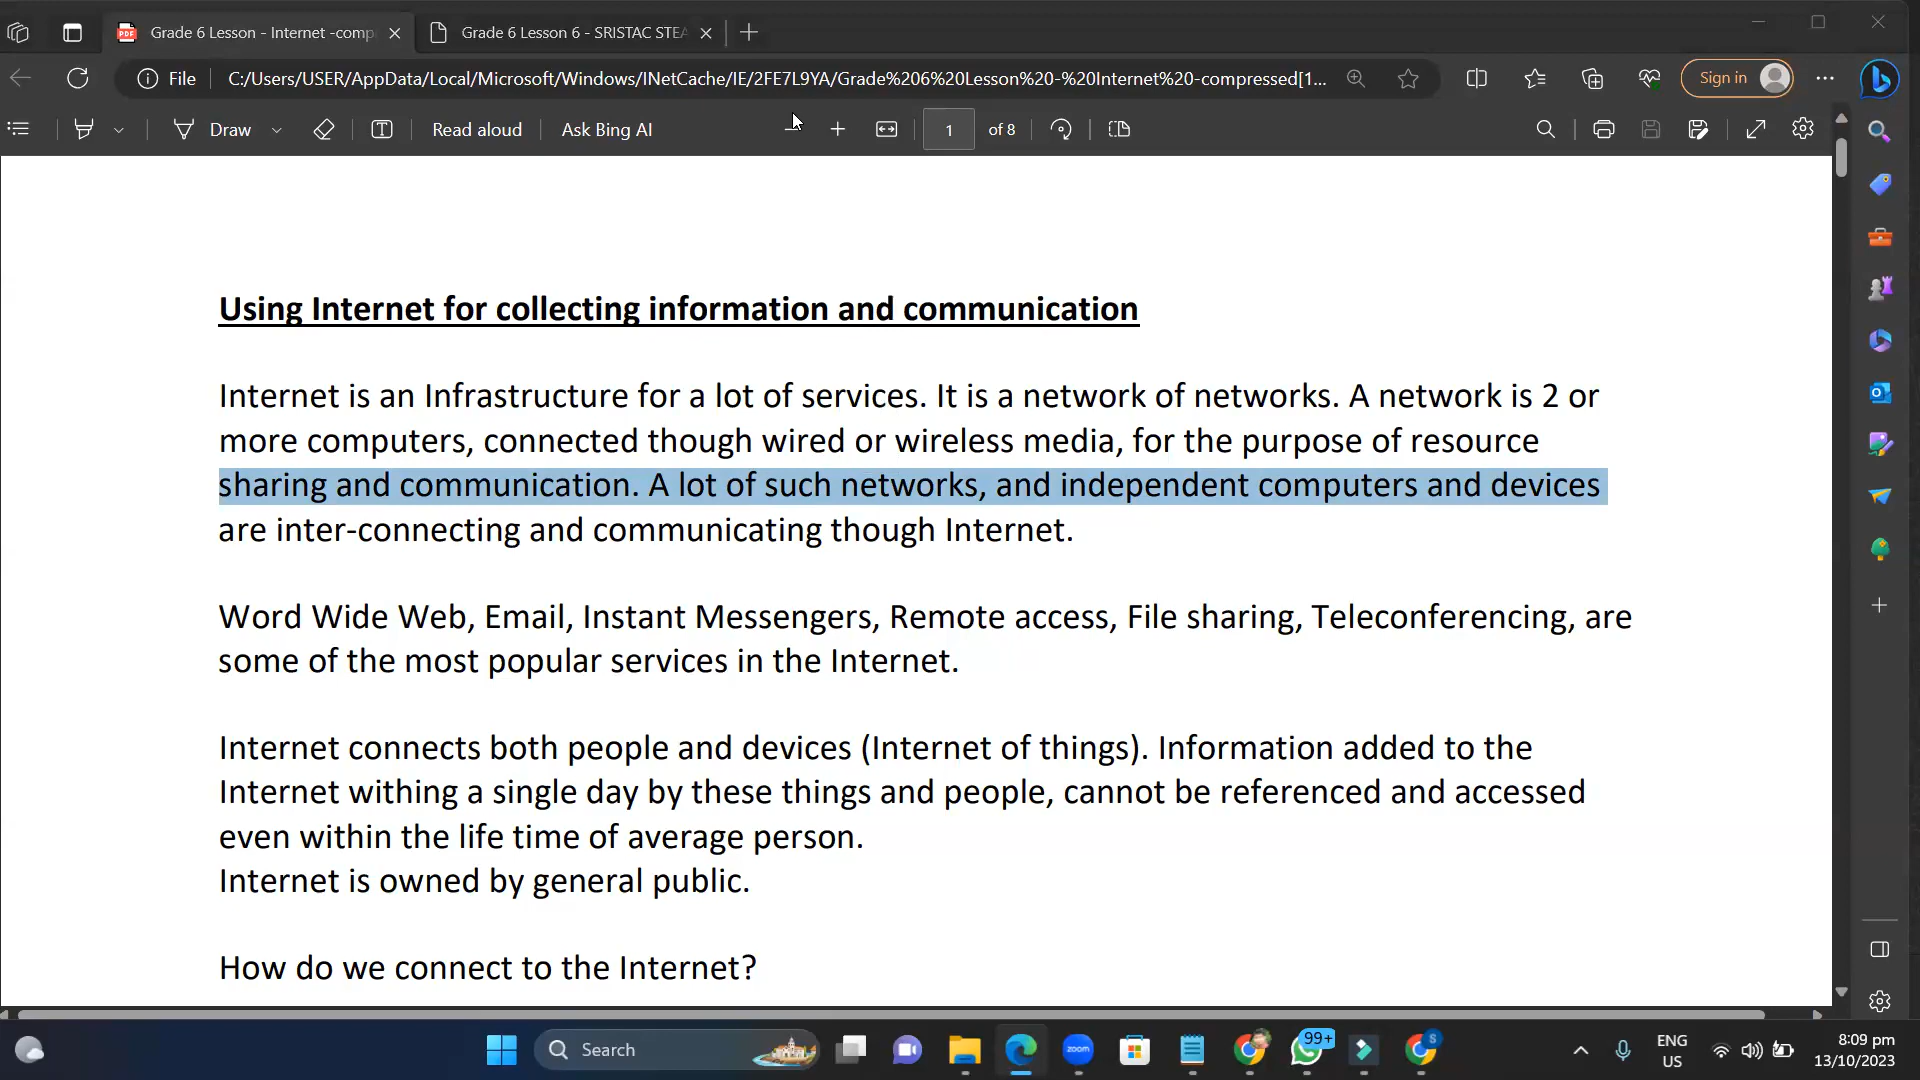 Grade 6 Lesson - Internet -comp
Grade 6 Lesson 6 - SRISTAC STEA
File
C:/Users/USER/AppData/Local/Microsoft/Windows/INetCache/IE/2FE7L9YA/Grade%206%20Lesson%20-%20Internet%20-compressed[1...
Sign in
Draw
Read aloud
Ask Bing AI
1
of 8
Using Internet for collecting information and communication
Internet is an Infrastructure for a lot of services. It is a network of networks. A network is 2 or
more computers, connected though wired or wireless media, for the purpose of resource
sharing and communication. A lot of such networks, and independent computers and devices
are inter-connecting and communicating though Internet.
Word Wide Web, Email, Instant Messengers, Remote access, File sharing, Teleconferencing, are
some of the most popular services in the Internet.
Internet connects both people and devices (Internet of things). Information added to the
Internet withing a single day by these things and people, cannot be referenced and accessed
even within the life time of average person.
Internet is owned by general public.
How do we connect to the Internet?
Search
zoom
99+
S
ENG
US
8:09 pm
13/10/2023